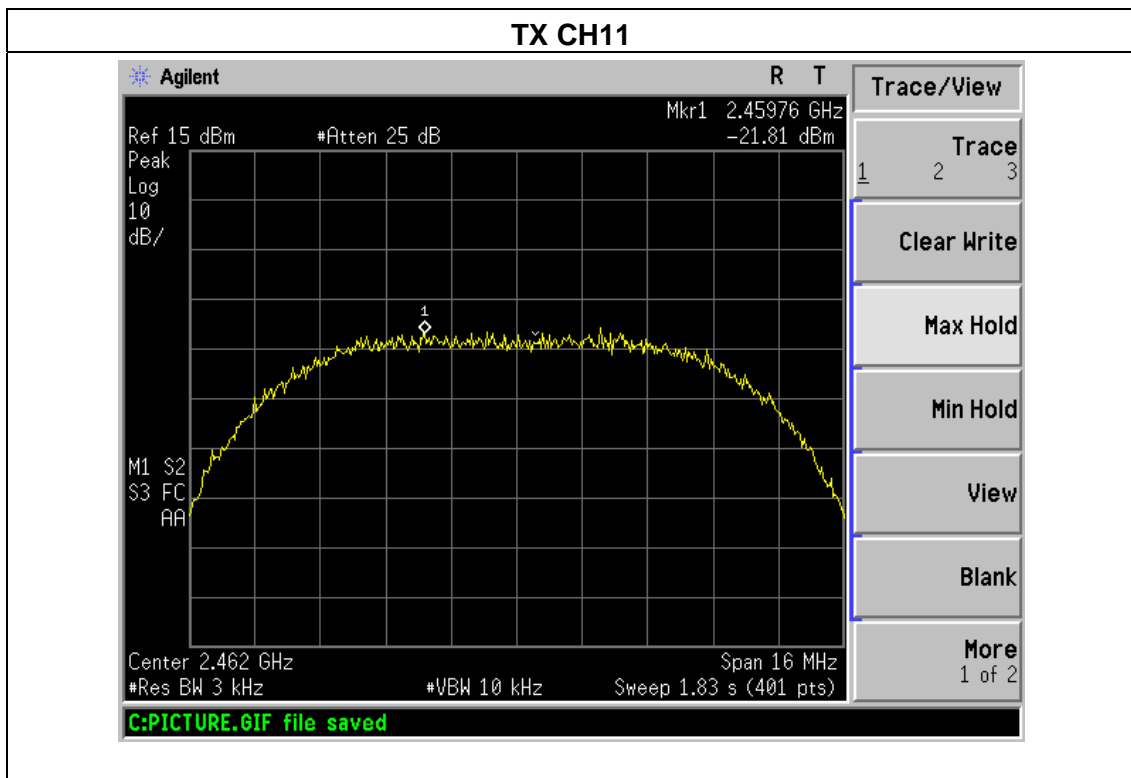 TX CH11
Agilent
R T
Mkr1 2.45976 GHz
Ref 15 dBm #Atten 25 dB -21.81 dBm
Peak
Log
10
dB/
1
M1 S2
S3 FC
AA
Center 2.462 GHz Span 16 MHz
#Res BW 3 kHz #VBW 10 kHz Sweep 1.83 s (401 pts)
C:PICTURE.GIF file saved
Trace/View
Trace
1 2 3
Clear Write
Max Hold
Min Hold
View
Blank
More
1 of 2